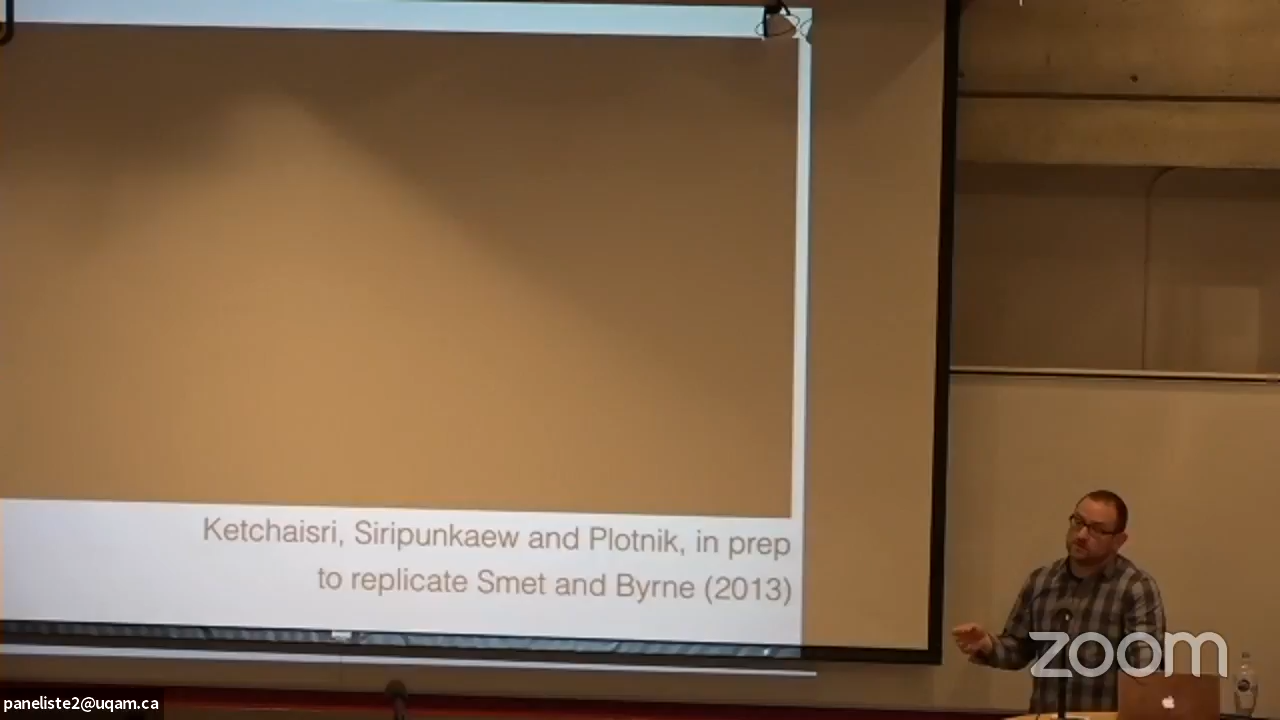 Ketchaisri, Siripunkaew and Plotnik, in prep
to replicate Smet and Byrne (2013)
zoom
paneliste2@uqam.ca